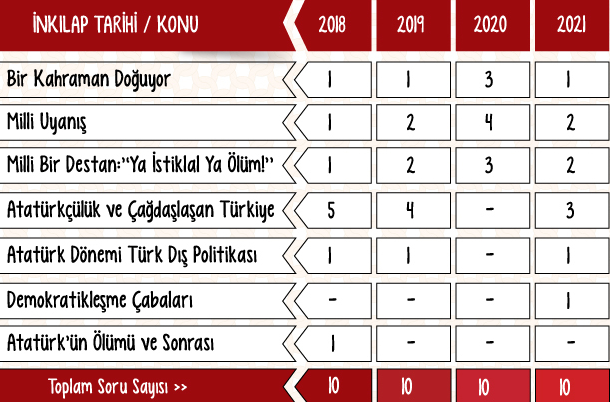 İNKILAP TARİHİ / KONU 2018 2019 2020 2021
Bir Kahraman Doğuyor 1 1 3 1
Milli Uyanış 1 2 4 2
Milli Bir Destan:"Ya İstiklal Ya Ölüm!" 1 2 3 2
Atatürkçülük ve Çağdaşlaşan Türkiye 5 4 - 3
Atatürk Dönemi Türk Dış Politikası 1 1 - 1
Demokratikleşme Çabaları - - - 1
Atatürk'ün Ölümü ve Sonrası 1 - - -
Toplam Soru Sayısı >> 10 10 10 10